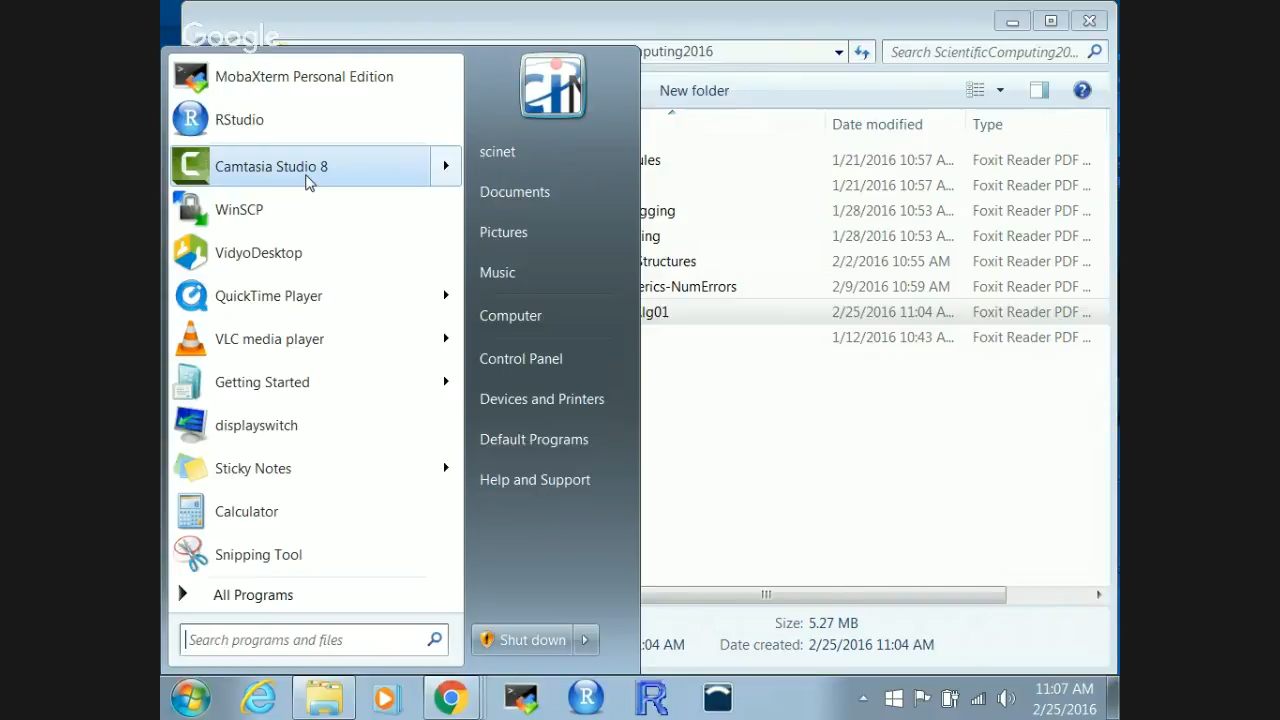 Google
MobaXterm Personal Edition
RStudio
Camtasia Studio 8
WinSCP
VidyoDesktop
QuickTime Player
VLC media player
Getting Started
displayswitch
Sticky Notes
Calculator
Snipping Tool
All Programs
Search programs and files
scinet
Documents
Pictures
Music
Computer
Control Panel
Devices and Printers
Default Programs
Help and Support
Shut down
puting2016
Search ScientificComputing20...
New folder
Date modified
Type
ules
1/21/2016 10:57 A...
Foxit Reader PDF ...
1/21/2016 10:57 A...
Foxit Reader PDF ...
gging
1/28/2016 10:53 A...
Foxit Reader PDF ...
ing
1/28/2016 10:53 A...
Foxit Reader PDF ...
Structures
2/2/2016 10:55 AM
Foxit Reader PDF ...
erics-NumErrors
2/9/2016 10:59 AM
Foxit Reader PDF ...
lg01
2/25/2016 11:04 A...
Foxit Reader PDF ...
1/12/2016 10:43 A...
Foxit Reader PDF ...
Size: 5.27 MB
:04 AM
Date created: 2/25/2016 11:04 AM
11:07 AM
2/25/2016